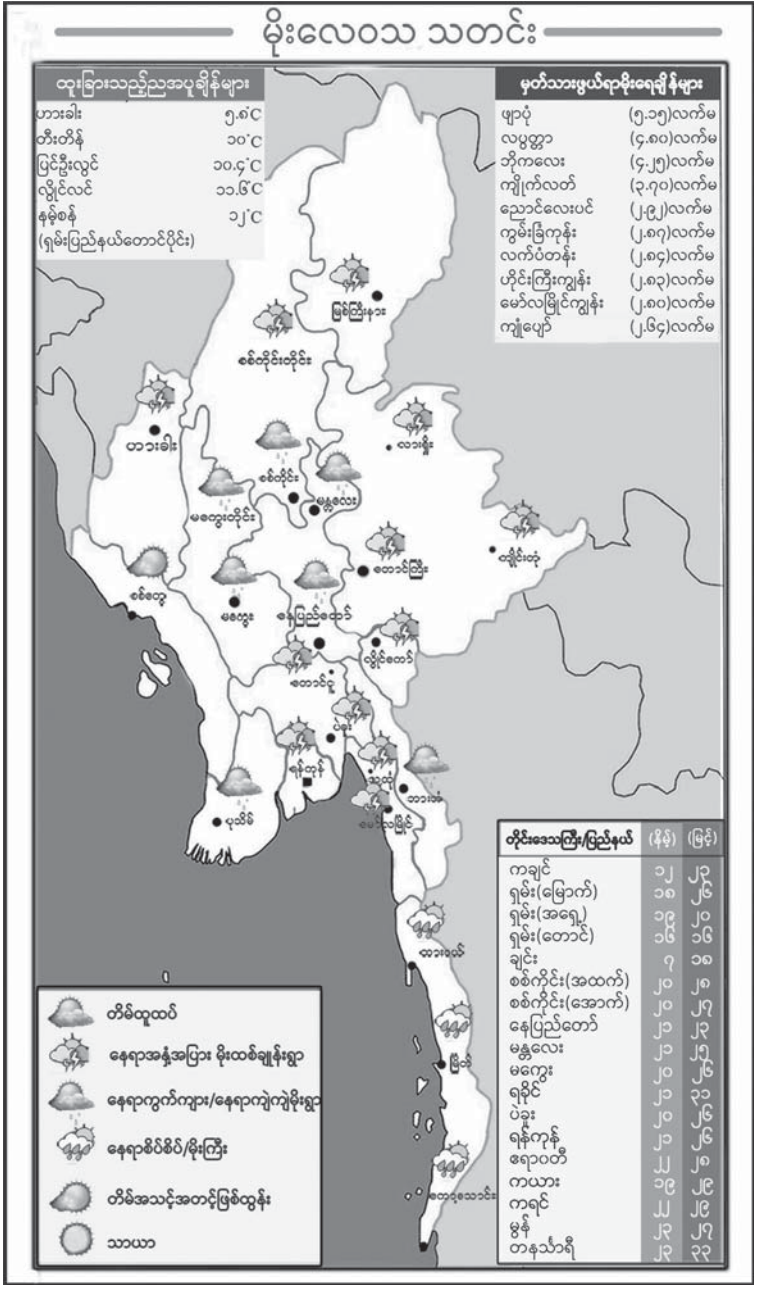 မိုးလေဝသ သတင်း
ထူးခြားသည့်ညအပူချိန်များ
ဟားခါး ၅.၈°C
တီးတိန် ၁၀°C
ပြင်ဦးလွင် ၁၀.၄°C
လွိုင်လင် ၁၁.၆°C
နမ့်စန် ၁၂°C
(ရှမ်းပြည်နယ်တောင်ပိုင်း)
မှတ်သားဖွယ်ရာမိုးရေချိန်များ
ဖျာပုံ (၅.၁၅)လက်မ
လပွတ္တာ (၄.၈၀)လက်မ
ဘိုကလေး (၄.၂၅)လက်မ
ကျိုက်လတ် (၃.၇၀)လက်မ
ညောင်လေးပင် (၂.၉၂)လက်မ
ကွမ်းခြံကုန်း (၂.၈၇)လက်မ
လက်ပံတန်း (၂.၈၄)လက်မ
ဟိုင်းကြီးကျွန်း (၂.၈၃)လက်မ
မော်လမြိုင်ကျွန်း (၂.၈၀)လက်မ
ကျုံပျော် (၂.၆၄)လက်မ
မြစ်ကြီးနား
စစ်ကိုင်းတိုင်း
ဟားခါး
လားရှိုး
စစ်ကိုင်း
မန္တလေး
မကွေးတိုင်း
ကျိုင်းတုံ
တောင်ကြီး
စစ်တွေ
မကွေး
နေပြည်တော်
လွိုင်ကော်
တောင်ငူ
ပဲခူး
ရန်ကုန်
သထုံ
ဘားအံ
ပုသိမ်
မော်လမြိုင်
ထားဝယ်
မြိတ်
ကော့သောင်း
တိမ်ထူထပ်
နေရာအနှံ့အပြား မိုးထစ်ချုန်းရွာ
နေရာကွက်ကျား/နေရာကျဲကျဲမိုးရွာ
နေရာစိပ်စိပ်/မိုးကြီး
တိမ်အသင့်အတင့်ဖြစ်ထွန်း
သာယာ
တိုင်းဒေသကြီး/ပြည်နယ် (နိမ့်) (မြင့်)
ကချင် ၁၂ ၂၃
ရှမ်း(မြောက်) ၁၈ ၂၆
ရှမ်း(အရှေ့) ၁၉ ၂၀
ရှမ်း(တောင်) ၁၆ ၁၆
ချင်း ၇ ၁၈
စစ်ကိုင်း(အထက်) ၂၀ ၂၈
စစ်ကိုင်း(အောက်) ၂၀ ၂၇
နေပြည်တော် ၂၁ ၂၃
မန္တလေး ၂၁ ၂၅
မကွေး ၂၀ ၂၆
ရခိုင် ၂၁ ၃၁
ပဲခူး ၂၀ ၂၆
ရန်ကုန် ၂၁ ၂၆
ဧရာဝတီ ၂၂ ၂၈
ကယား ၁၉ ၂၉
ကရင် ၂၂ ၂၉
မွန် ၂၃ ၂၇
တနင်္သာရီ ၂၃ ၃၃